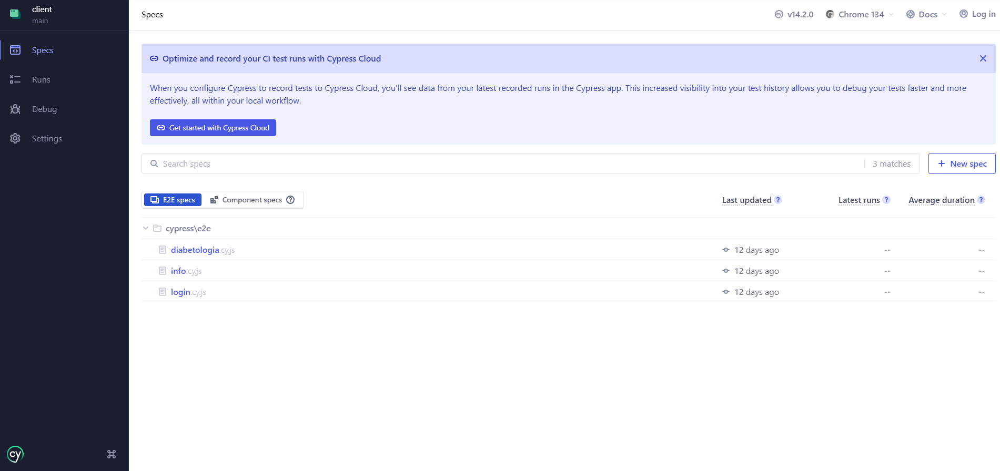 client
main
Specs
Runs
Debug
Settings
cy
Specs
v14.2.0
Chrome 134
Docs
Log in
Optimize and record your CI test runs with Cypress Cloud
When you configure Cypress to record tests to Cypress Cloud, you'll see data from your latest recorded runs in the Cypress app. This increased visibility into your test history allows you to debug your tests faster and more
effectively, all within your local workflow.
Get started with Cypress Cloud
Search specs
3 matches
+ New spec
E2E specs
Component specs ?
Last updated ?
Latest runs ?
Average duration ?
cypress\e2e
diabetologia.cy.js 12 days ago -- --
info.cy.js 12 days ago -- --
login.cy.js 12 days ago -- --